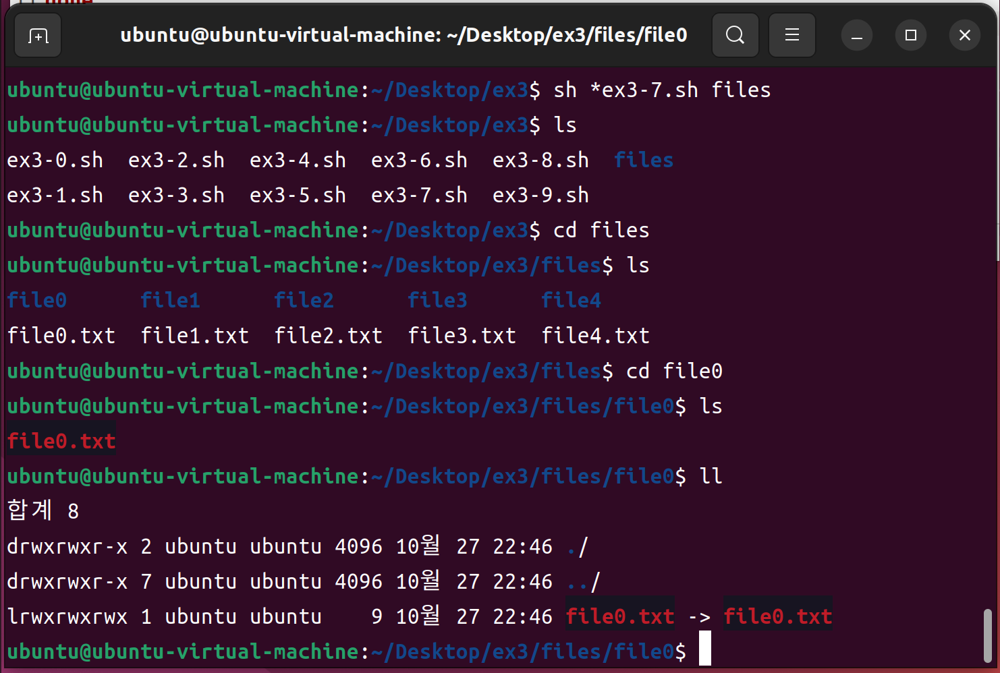 ubuntu@ubuntu-virtual-machine: ~/Desktop/ex3/files/file0
ubuntu@ubuntu-virtual-machine:~/Desktop/ex3$ sh *ex3-7.sh files
ubuntu@ubuntu-virtual-machine:~/Desktop/ex3$ ls
ex3-0.sh  ex3-2.sh  ex3-4.sh  ex3-6.sh  ex3-8.sh  files
ex3-1.sh  ex3-3.sh  ex3-5.sh  ex3-7.sh  ex3-9.sh
ubuntu@ubuntu-virtual-machine:~/Desktop/ex3$ cd files
ubuntu@ubuntu-virtual-machine:~/Desktop/ex3/files$ ls
file0      file1      file2      file3      file4
file0.txt  file1.txt  file2.txt  file3.txt  file4.txt
ubuntu@ubuntu-virtual-machine:~/Desktop/ex3/files$ cd file0
ubuntu@ubuntu-virtual-machine:~/Desktop/ex3/files/file0$ ls
file0.txt
ubuntu@ubuntu-virtual-machine:~/Desktop/ex3/files/file0$ ll
합계 8
drwxrwxr-x 2 ubuntu ubuntu 4096 10월 27 22:46 ./
drwxrwxr-x 7 ubuntu ubuntu 4096 10월 27 22:46 ../
lrwxrwxrwx 1 ubuntu ubuntu    9 10월 27 22:46 file0.txt -> file0.txt
ubuntu@ubuntu-virtual-machine:~/Desktop/ex3/files/file0$